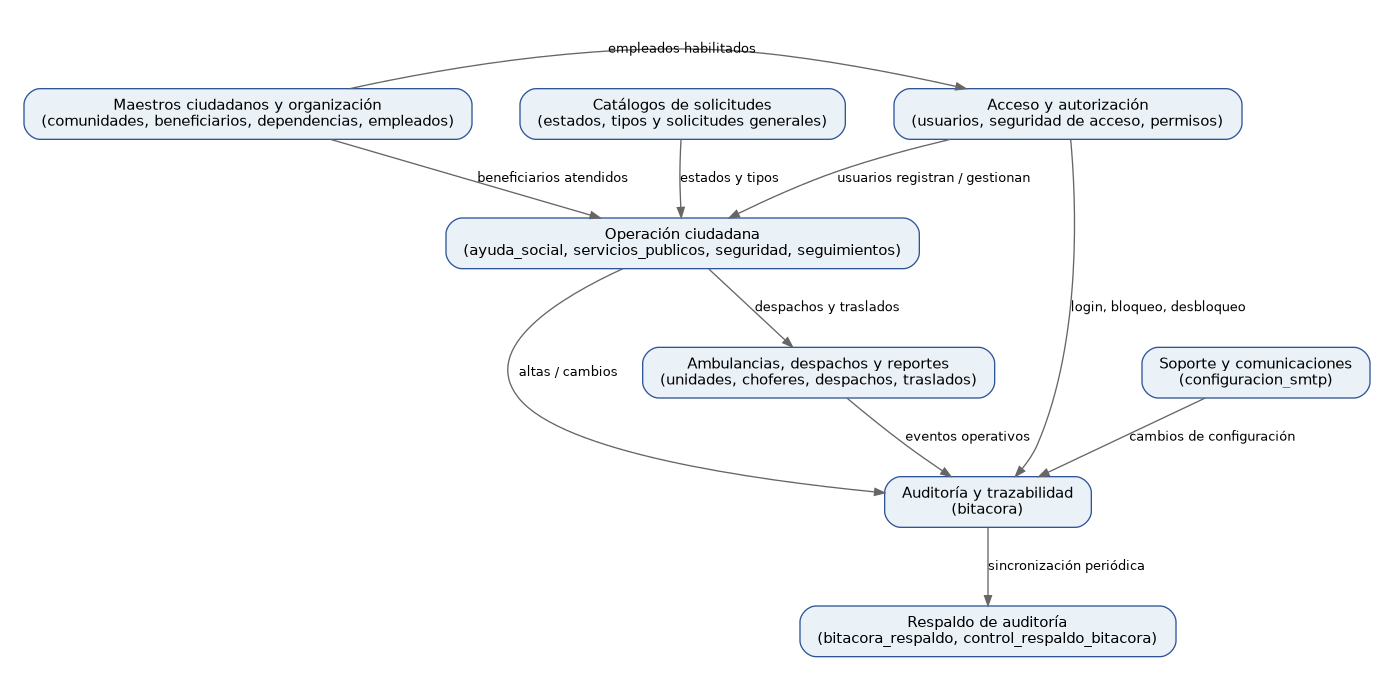 empleados habilitados
Maestros ciudadanos y organización
(comunidades, beneficiarios, dependencias, empleados)
Catálogos de solicitudes
(estados, tipos y solicitudes generales)
Acceso y autorización
(usuarios, seguridad de acceso, permisos)
beneficiarios atendidos
estados y tipos
usuarios registran / gestionan
Operación ciudadana
(ayuda_social, servicios_publicos, seguridad, seguimientos)
despachos y traslados
login, bloqueo, desbloqueo
altas / cambios
Ambulancias, despachos y reportes
(unidades, choferes, despachos, traslados)
Soporte y comunicaciones
(configuracion_smtp)
eventos operativos
cambios de configuración
Auditoría y trazabilidad
(bitacora)
sincronización periódica
Respaldo de auditoría
(bitacora_respaldo, control_respaldo_bitacora)